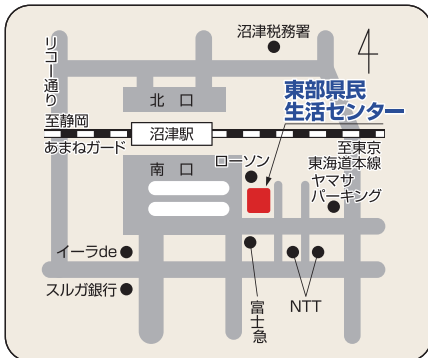 沼津税務署
リコー通り
東部県民
生活センター
北 口
至静岡
沼津駅
あまねガード
至東京
東海道本線
南 口
ローソン
ヤマサ
パーキング
イーラde
スルガ銀行
富士急
NTT